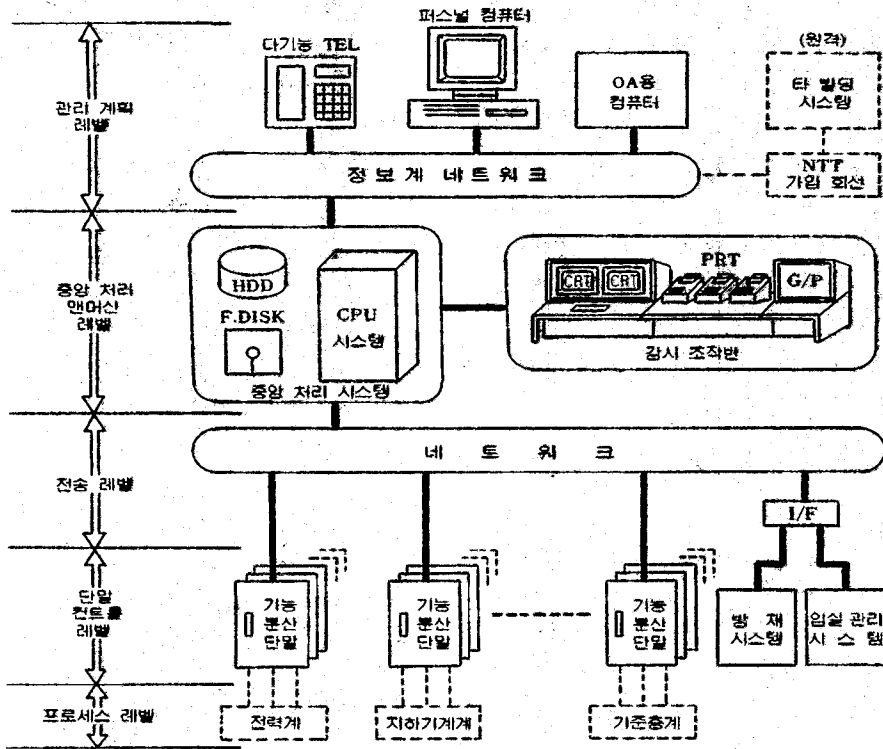 퍼스널 컴퓨터
다기능 TEL
(원격)
OA용
컴퓨터
타 빌딩
시스템
관리 계획
레벨
정보계 네트워크
NTT
가입 회선
HDD
F.DISK
CPU
시스템
중앙 처리 시스템
CRT
CRT
PRT
G/P
감시 조작반
중앙 처리
맨머신
레벨
네 트 워 크
전송 레벨
I/F
단말
컨트롤
레벨
기능
분산
단말
기능
분산
단말
기능
분산
단말
방 재
시스템
입실 관리
시 스 템
프로세스 레벨
전력계
지하기계계
기준층계